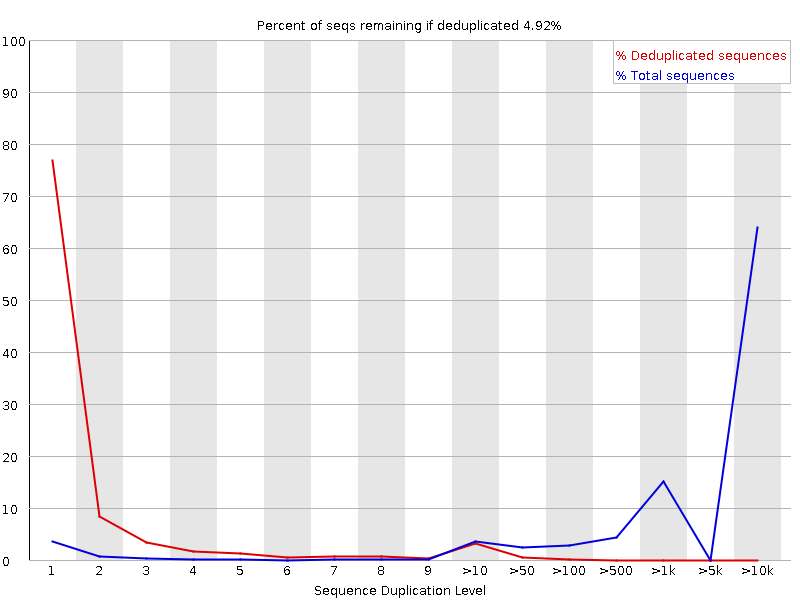 Percent of seqs remaining if deduplicated 4.92%
% Deduplicated sequences
% Total sequences
100
90
80
70
60
50
40
30
20
10
0
1 2 3 4 5 6 7 8 9 >10 >50 >100 >500 >1k >5k >10k
Sequence Duplication Level